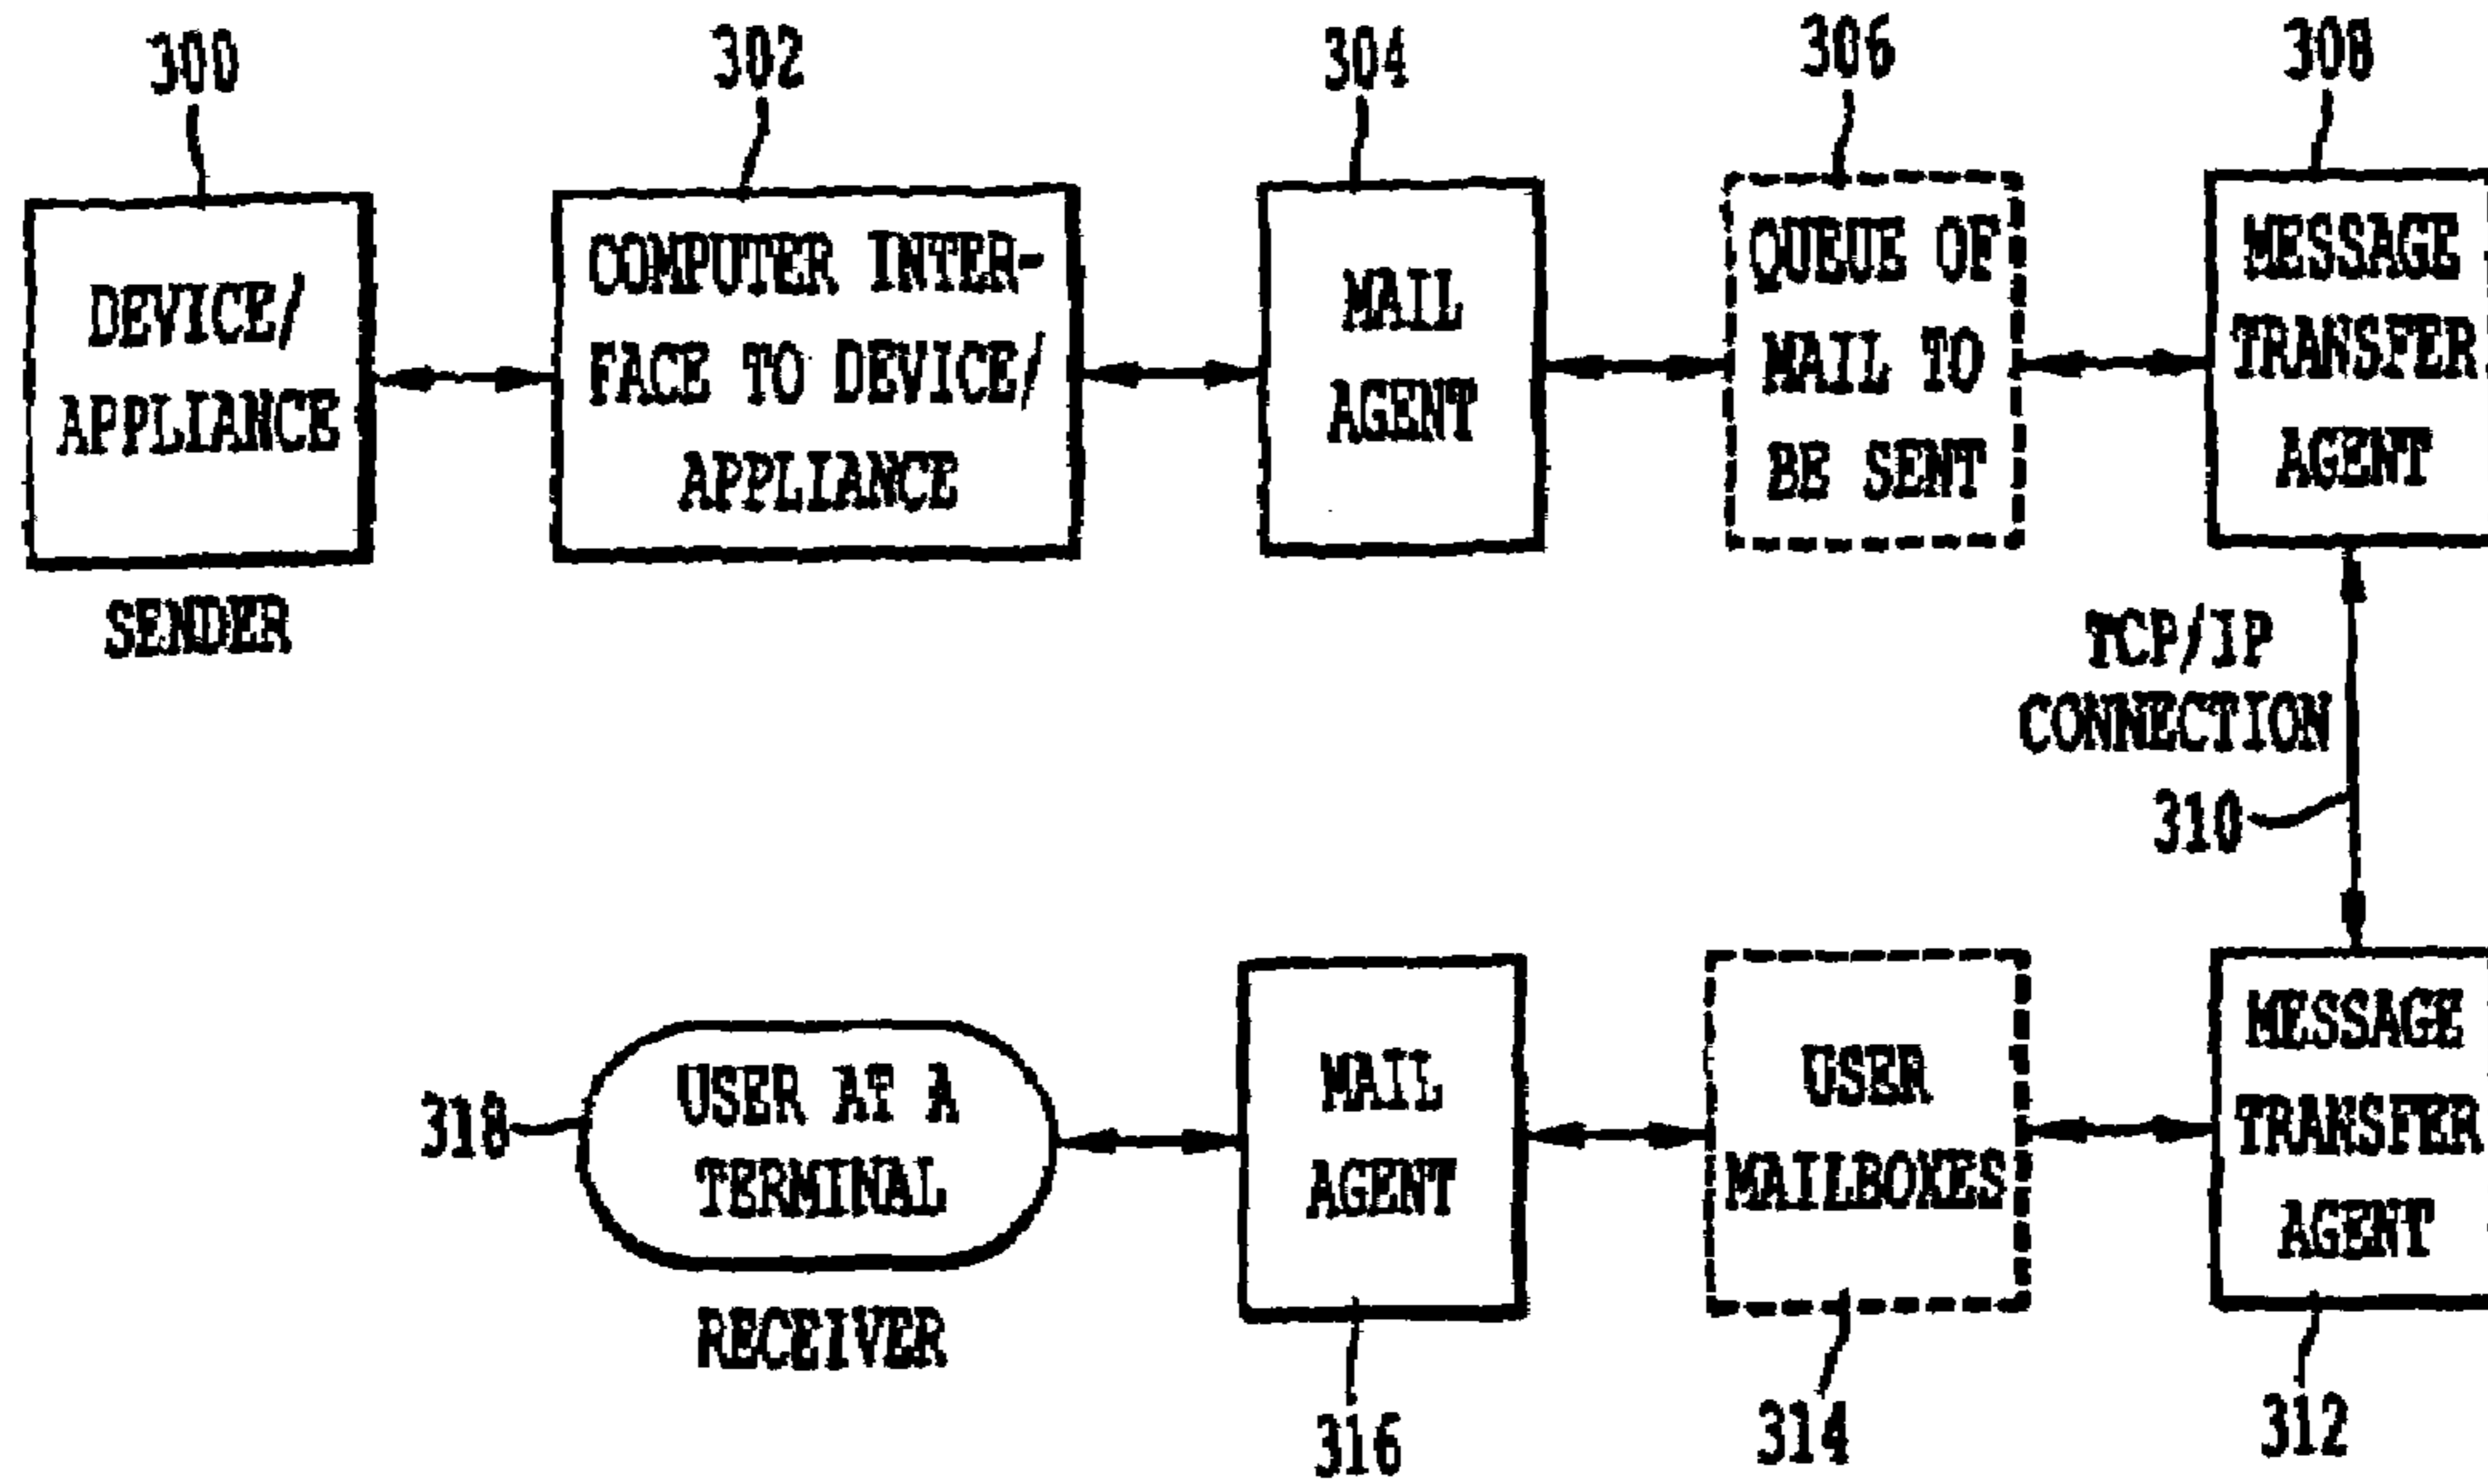 300
302
304
306
308
DEVICE/
APPLIANCE
COMPUTER INTER-
FACE TO DEVICE/
APPLIANCE
MAIL
AGENT
QUEUE OF
MAIL TO
BE SENT
MESSAGE
TRANSFER
AGENT
SENDER
TCP/IP
CONNECTION
310
318
USER AT A
TERMINAL
MAIL
AGENT
USER
MAILBOXES
MESSAGE
TRANSFER
AGENT
RECEIVER
316
314
312